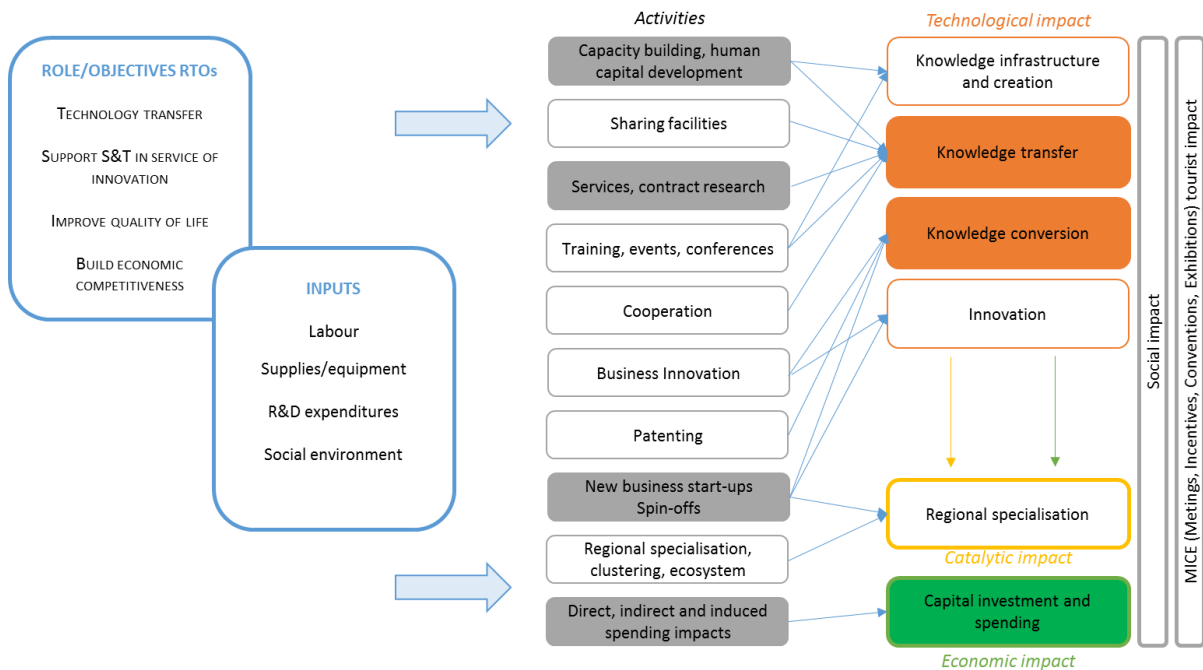 ROLE/OBJECTIVES RTOs
TECHNOLOGY TRANSFER
SUPPORT S&T IN SERVICE OF
INNOVATION
IMPROVE QUALITY OF LIFE
BUILD ECONOMIC
COMPETITIVENESS
INPUTS
Labour
Supplies/equipment
R&D expenditures
Social environment
Activities
Capacity building, human
capital development
Sharing facilities
Services, contract research
Training, events, conferences
Cooperation
Business Innovation
Patenting
New business start-ups
Spin-offs
Regional specialisation,
clustering, ecosystem
Direct, indirect and induced
spending impacts
Technological impact
Knowledge infrastructure
and creation
Knowledge transfer
Knowledge conversion
Innovation
Regional specialisation
Catalytic impact
Capital investment and
spending
Economic impact
Social impact
MICE (Metings, Incentives, Conventions, Exhibitions) tourist impact